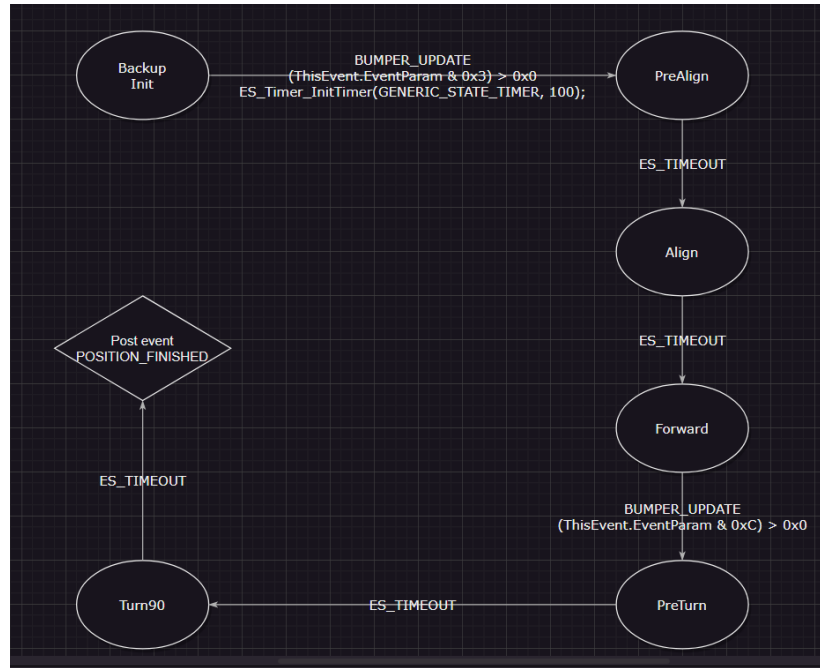 Backup
Init
BUMPER_UPDATE
(ThisEvent.EventParam & 0x3) > 0x0
ES_Timer_InitTimer(GENERIC_STATE_TIMER, 100);
PreAlign
ES_TIMEOUT
Align
ES_TIMEOUT
Forward
BUMPER_UPDATE
(ThisEvent.EventParam & 0xC) > 0x0
PreTurn
ES_TIMEOUT
Turn90
ES_TIMEOUT
Post event
POSITION_FINISHED